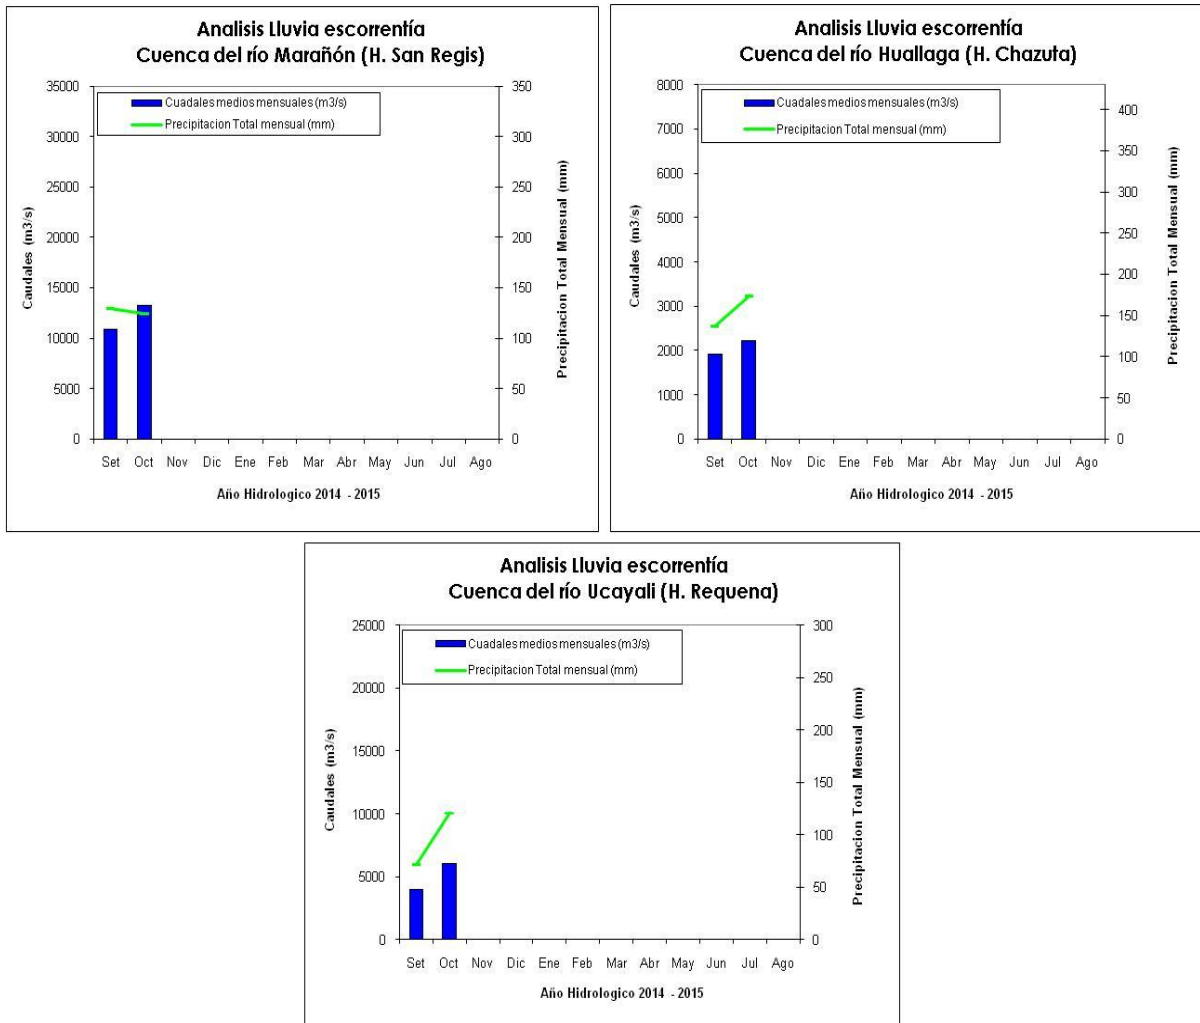 Analisis Lluvia escorrentía
Cuenca del río Marañón (H. San Regis)
Cuadales medios mensuales (m3/s)
Precipitacion Total mensual (mm)
Caudales (m3/s)
35000
30000
25000
20000
15000
10000
5000
0
Precipitacion Total Mensual (mm)
350
300
250
200
150
100
50
0
Set Oct Nov Dic Ene Feb Mar Abr May Jun Jul Ago
Año Hidrologico 2014 - 2015
Analisis Lluvia escorrentía
Cuenca del río Huallaga (H. Chazuta)
Cuadales medios mensuales (m3/s)
Precipitacion Total mensual (mm)
Caudales (m3/s)
8000
7000
6000
5000
4000
3000
2000
1000
0
Precipitacion Total Mensual (mm)
400
350
300
250
200
150
100
50
0
Set Oct Nov Dic Ene Feb Mar Abr May Jun Jul Ago
Año Hidrologico 2014 - 2015
Analisis Lluvia escorrentía
Cuenca del río Ucayali (H. Requena)
Cuadales medios mensuales (m3/s)
Precipitacion Total mensual (mm)
Caudales (m3/s)
25000
20000
15000
10000
5000
0
Precipitacion Total Mensual (mm)
300
250
200
150
100
50
0
Set Oct Nov Dic Ene Feb Mar Abr May Jun Jul Ago
Año Hidrologico 2014 - 2015